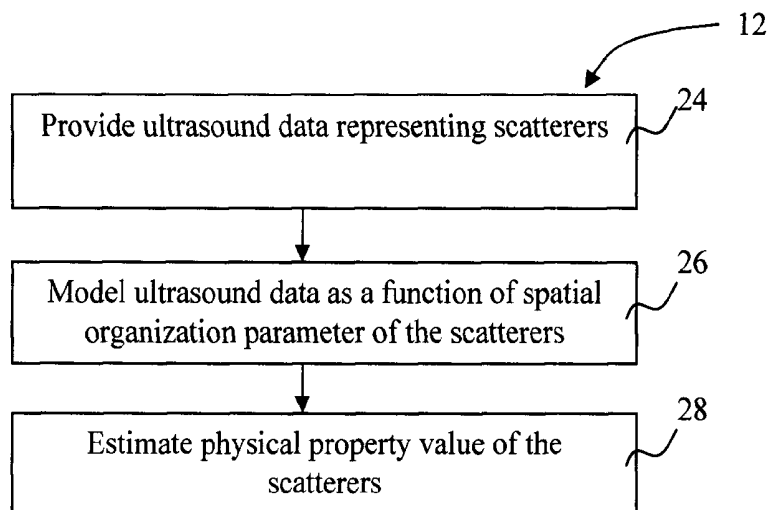 12
24
Provide ultrasound data representing scatterers
26
Model ultrasound data as a function of spatial
organization parameter of the scatterers
28
Estimate physical property value of the
scatterers